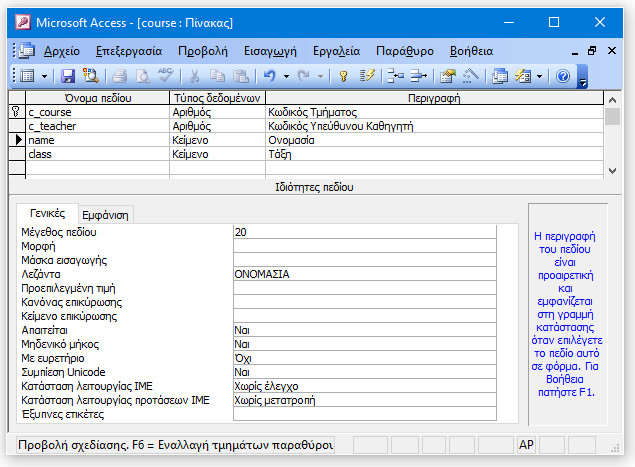 Microsoft Access - [course : Πίνακας]
Αρχείο Επεξεργασία Προβολή Εισαγωγή Εργαλεία Παράθυρο Βοήθεια
Όνομα πεδίου Τύπος δεδομένων Περιγραφή
c_course Αριθμός Κωδικός Τμήματος
c_teacher Αριθμός Κωδικός Υπεύθυνου Καθηγητή
name Κείμενο Ονομασία
class Κείμενο Τάξη
Ιδιότητες πεδίου
Γενικές Εμφάνιση
Μέγεθος πεδίου 20
Μορφή
Μάσκα εισαγωγής
Λεζάντα ΟΝΟΜΑΣΙΑ
Προεπιλεγμένη τιμή
Κανόνας επικύρωσης
Κείμενο επικύρωσης
Απαιτείται Ναι
Μηδενικό μήκος Ναι
Με ευρετήριο Όχι
Συμπίεση Unicode Ναι
Κατάσταση λειτουργίας IME Χωρίς έλεγχο
Κατάσταση λειτουργίας προτάσεων IME Χωρίς μετατροπή
Έξυπνες ετικέτες
Η περιγραφή
του πεδίου
είναι
προαιρετική
και
εμφανίζεται
στη γραμμή
κατάστασης
όταν επιλέγετε
το πεδίο αυτό
σε φόρμα. Για
Βοήθεια
πατήστε F1.
Προβολή σχεδίασης. F6 = Εναλλαγή τμημάτων παραθύρου ΑΡ